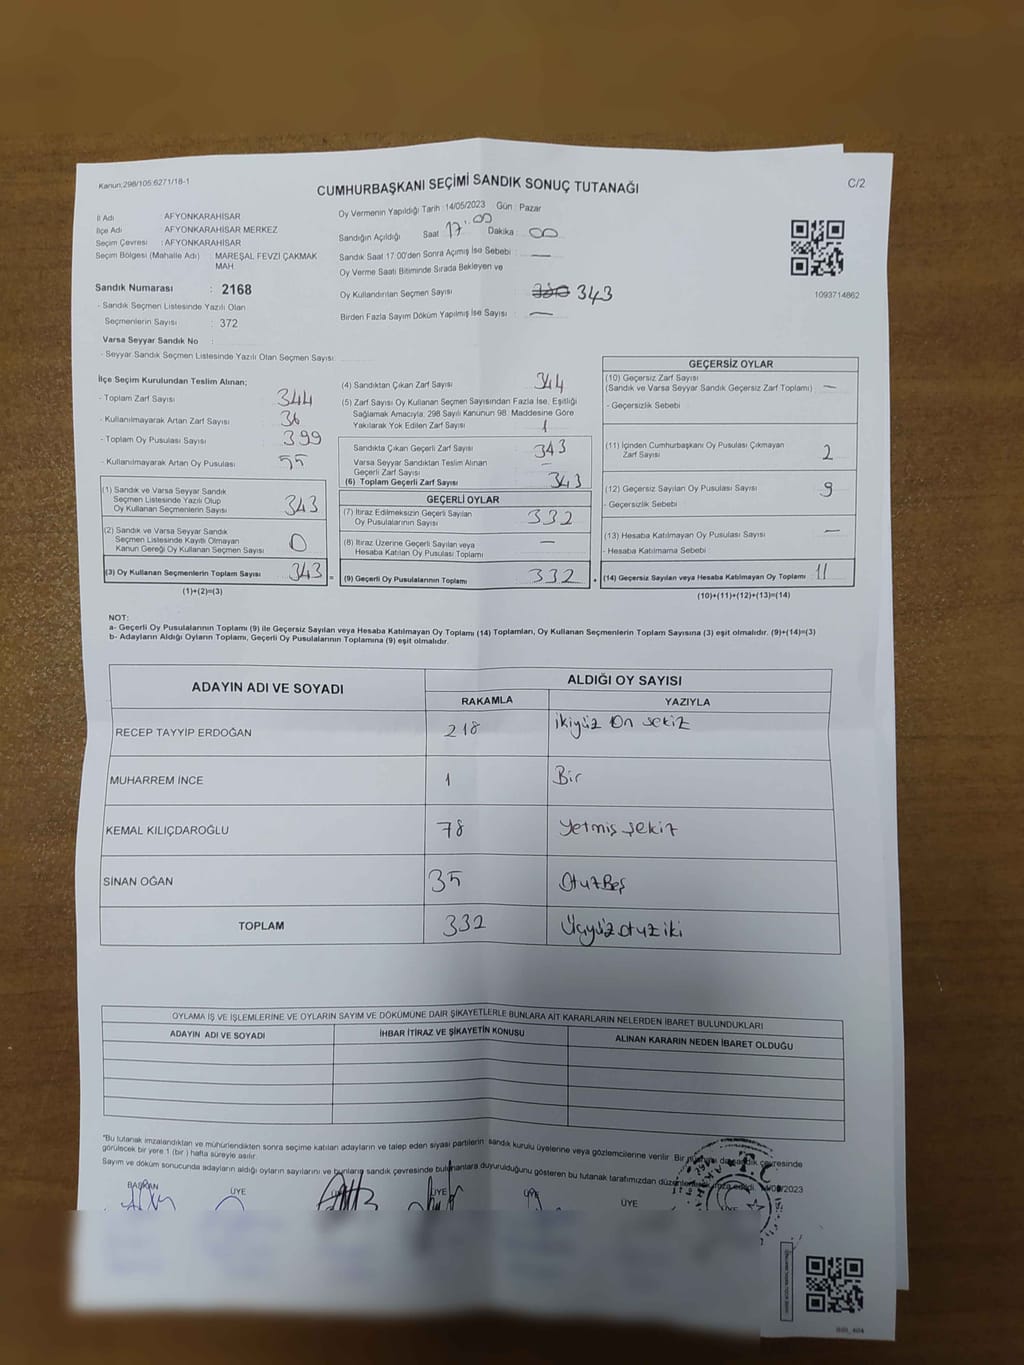 Kanun;298/105;6271/18-1
CUMHURBAŞKANI SEÇİMİ SANDIK SONUÇ TUTANAĞI
C/2
İl Adı AFYONKARAHİSAR
İlçe Adı AFYONKARAHİSAR MERKEZ
Seçim Çevresi : AFYONKARAHİSAR
Seçim Bölgesi (Mahalle Adı) MAREŞAL FEVZİ ÇAKMAK
MAH.
Sandık Numarası : 2168
- Sandık Seçmen Listesinde Yazılı Olan
Seçmenlerin Sayısı : 372
Varsa Seyyar Sandık No :
- Seyyar Sandık Seçmen Listesinde Yazılı Olan Seçmen Sayısı
Oy Vermenin Yapıldığı Tarih :14/05/2023 Gün : Pazar
Sandığın Açıldığı Saat 17:00 Dakika : 00
Sandık Saat 17:00'den Sonra Açımış İse Sebebi : —
Oy Verme Saati Bitiminde Sırada Bekleyen ve
Oy Kullandırılan Seçmen Sayısı 343
Birden Fazla Sayım Döküm Yapılmış İse Sayısı : —
1093714862
İlçe Seçim Kurulundan Teslim Alınan;
- Toplam Zarf Sayısı 344
- Kullanılmayarak Artan Zarf Sayısı 36
- Toplam Oy Pusulası Sayısı 399
- Kullanılmayarak Artan Oy Pusulası 55
(1) Sandık ve Varsa Seyyar Sandık
Seçmen Listesinde Yazılı Olup
Oy Kullanan Seçmenlerin Sayısı 343
(2) Sandık ve Varsa Seyyar Sandık
Seçmen Listesinde Kayıtlı Olmayan
Kanun Gereği Oy Kullanan Seçmen Sayısı 0
(3) Oy Kullanan Seçmenlerin Toplam Sayısı 343 =
(1)+(2)=(3)
(4) Sandıktan Çıkan Zarf Sayısı 344
(5) Zarf Sayısı Oy Kullanan Seçmen Sayısından Fazla İse, Eşitliği
Sağlamak Amacıyla; 298 Sayılı Kanunun 98. Maddesine Göre
Yakılarak Yok Edilen Zarf Sayısı 1
Sandıkta Çıkan Geçerli Zarf Sayısı 343
Varsa Seyyar Sandıktan Teslim Alınan
Geçerli Zarf Sayısı —
(6) Toplam Geçerli Zarf Sayısı 343
GEÇERLİ OYLAR
(7) İtiraz Edilmeksizin Geçerli Sayılan
Oy Pusulalarının Sayısı 332
(8) İtiraz Üzerine Geçerli Sayılan veya
Hesaba Katılan Oy Pusulası Toplamı —
(9) Geçerli Oy Pusulalarının Toplamı 332 +
GEÇERSİZ OYLAR
(10) Geçersiz Zarf Sayısı
(Sandık ve Varsa Seyyar Sandık Geçersiz Zarf Toplamı) —
- Geçersizlik Sebebi
(11) İçinden Cumhurbaşkanı Oy Pusulası Çıkmayan
Zarf Sayısı 2
(12) Geçersiz Sayılan Oy Pusulası Sayısı 9
- Geçersizlik Sebebi
(13) Hesaba Katılmayan Oy Pusulası Sayısı —
- Hesaba Katılmama Sebebi
(14) Geçersiz Sayılan veya Hesaba Katılmayan Oy Toplamı 11
(10)+(11)+(12)+(13)=(14)
NOT:
a- Geçerli Oy Pusulalarının Toplamı (9) ile Geçersiz Sayılan veya Hesaba Katılmayan Oy Toplamı (14) Toplamları, Oy Kullanan Seçmenlerin Toplam Sayısına (3) eşit olmalıdır. (9)+(14)=(3)
b- Adayların Aldığı Oyların Toplamı, Geçerli Oy Pusulalarının Toplamına (9) eşit olmalıdır.
ADAYIN ADI VE SOYADI ALDIĞI OY SAYISI
RAKAMLA YAZIYLA
RECEP TAYYİP ERDOĞAN 218 İkiyüz On sekiz
MUHARREM İNCE 1 Bir
KEMAL KILIÇDAROĞLU 78 Yetmiş şekiz
SİNAN OĞAN 35 OtuzBeş
TOPLAM 332 Üçyüz otuz iki
OYLAMA İŞ VE İŞLEMLERİNE VE OYLARIN SAYIM VE DÖKÜMÜNE DAİR ŞİKAYETLERLE BUNLARA AİT KARARLARIN NELERDEN İBARET BULUNDUKLARI
ADAYIN ADI VE SOYADI İHBAR İTİRAZ VE ŞİKAYETİN KONUSU ALINAN KARARIN NEDEN İBARET OLDUĞU
*Bu tutanak imzalandıktan ve mühürlendikten sonra seçime katılan adayların ve talep eden siyasi partilerin sandık kurulu üyelerine veya gözlemcilerine verilir. Bir da sandık çevresinde
görülecek bir yere 1 (bir ) hafta süreyle asılır.
Sayım ve döküm sonucunda adayların aldığı oyların sayılarını ve bunların sandık çevresinde bulunanlara duyurulduğunu gösteren bu tutanak tarafımızdan imza edildi.
BAŞKAN ÜYE ÜYE ÜYE ÜYE ÜYE
T.C.